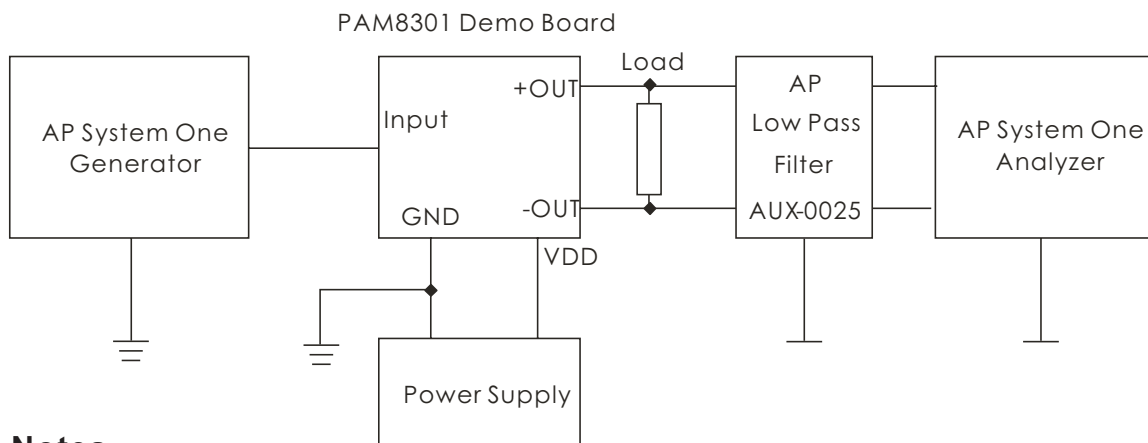 PAM8301 Demo Board
Load
+OUT
AP
Input
Low Pass
AP System One
Generator
AP System One
Analyzer
Filter
GND
-OUT
AUX-0025
VDD
Power Supply
Notes